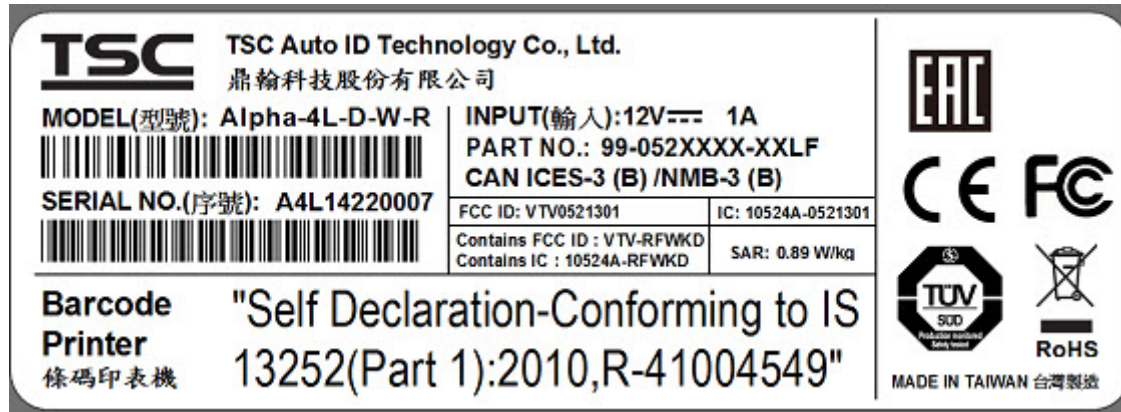 TSC
TSC Auto ID Technology Co., Ltd.
鼎翰科技股份有限公司
MODEL(型號): Alpha-4L-D-W-R
SERIAL NO.(序號): A4L14220007
INPUT(輸入):12V⎓ 1A
PART NO.: 99-052XXXX-XXLF
CAN ICES-3 (B) /NMB-3 (B)
FCC ID: VTV0521301
IC: 10524A-0521301
Contains FCC ID : VTV-RFWKD
Contains IC : 10524A-RFWKD
SAR: 0.89 W/kg
Barcode
Printer
條碼印表機
"Self Declaration-Conforming to IS
13252(Part 1):2010,R-41004549"
EAC
CE
FC
TÜV
SÜD
Production monitored
Safety tested
RoHS
MADE IN TAIWAN 台灣製造